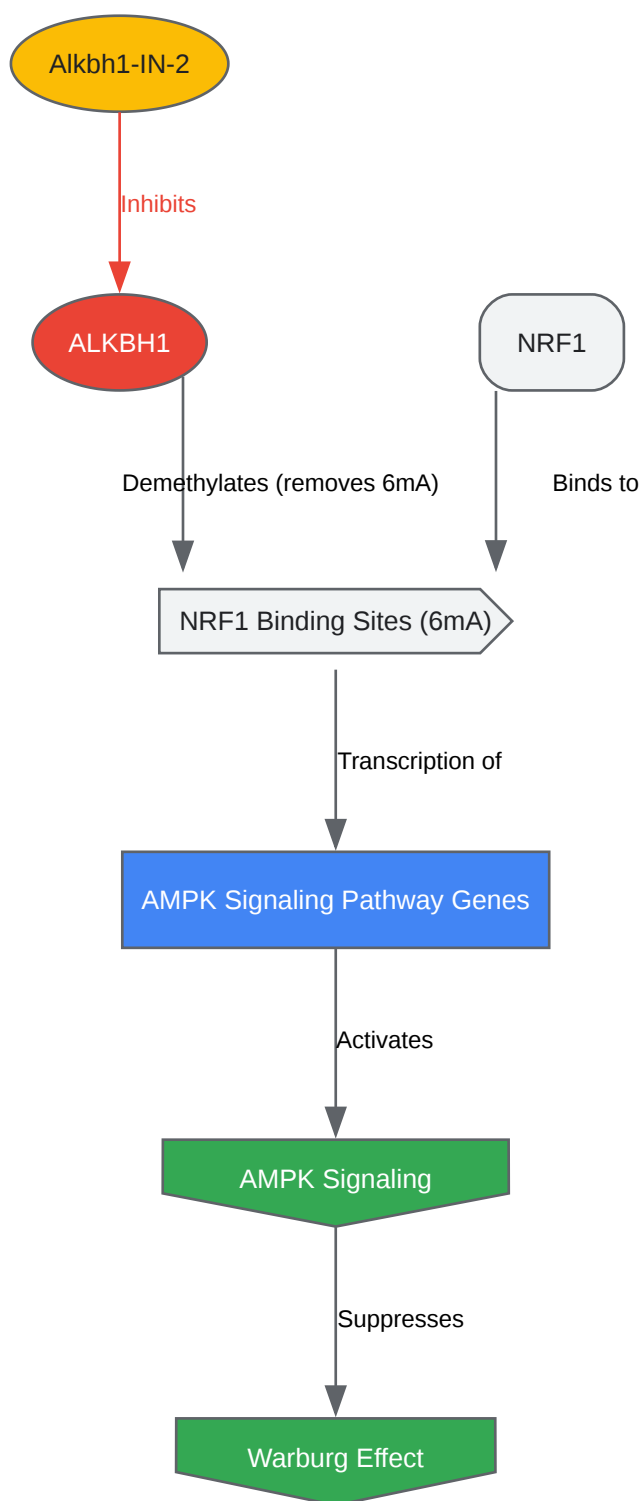 Alkbh1-IN-2
Inhibits
ALKBH1
NRF1
Demethylates (removes 6mA)
Binds to
NRF1 Binding Sites (6mA)
Transcription of
AMPK Signaling Pathway Genes
Activates
AMPK Signaling
Suppresses
Warburg Effect